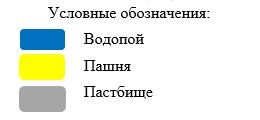 Условные обозначения:
Водопой
Пашня
Пастбище